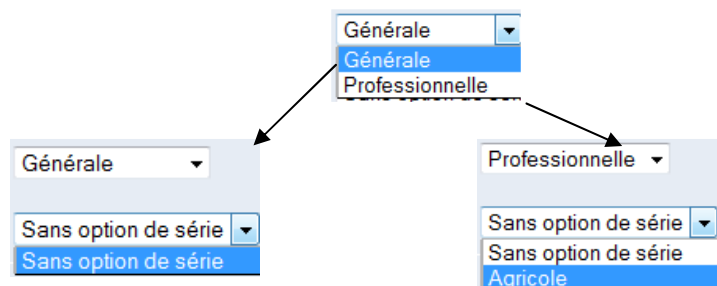 Générale
Générale
Professionnelle
Générale
Sans option de série
Sans option de série
Professionnelle
Sans option de série
Sans option de série
Agricole